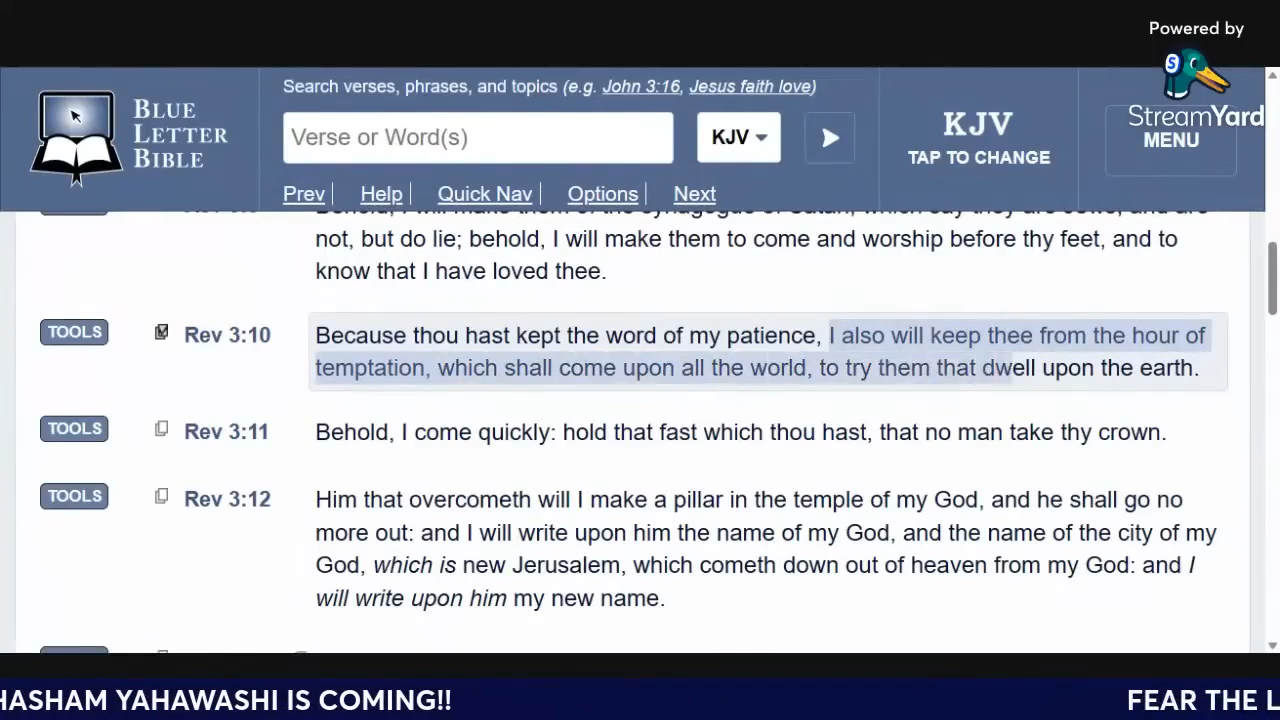 Powered by
StreamYard
BLUE
LETTER
BIBLE
Search verses, phrases, and topics (e.g. John 3:16, Jesus faith love)
Verse or Word(s)
KJV
KJV
TAP TO CHANGE
MENU
Prev Help Quick Nav Options Next
not, but do lie; behold, I will make them to come and worship before thy feet, and to
know that I have loved thee.
TOOLS Rev 3:10 Because thou hast kept the word of my patience, I also will keep thee from the hour of
temptation, which shall come upon all the world, to try them that dwell upon the earth.
TOOLS Rev 3:11 Behold, I come quickly: hold that fast which thou hast, that no man take thy crown.
TOOLS Rev 3:12 Him that overcometh will I make a pillar in the temple of my God, and he shall go no
more out: and I will write upon him the name of my God, and the name of the city of my
God, which is new Jerusalem, which cometh down out of heaven from my God: and I
will write upon him my new name.
HASHAM YAHAWASHI IS COMING!! FEAR THE L